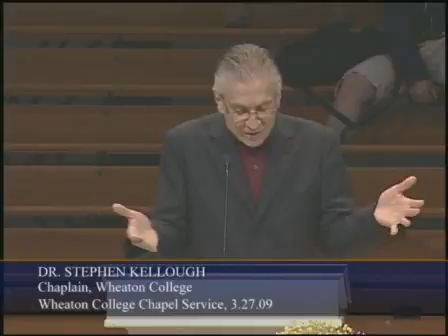 DR. STEPHEN KELLOUGH
Chaplain, Wheaton College
Wheaton College Chapel Service, 3.27.09